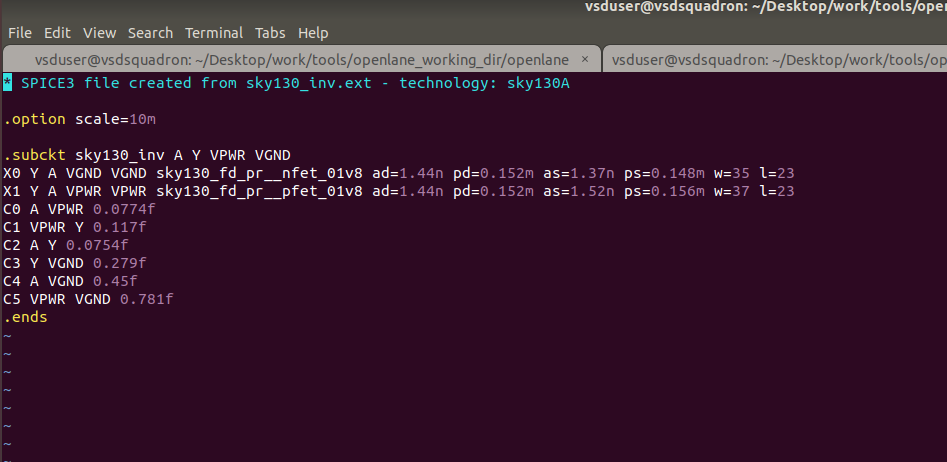 vsduser@vsdsquadron: ~/Desktop/work/tools/open
File Edit View Search Terminal Tabs Help
vsduser@vsdsquadron: ~/Desktop/work/tools/openlane_working_dir/openlane × vsduser@vsdsquadron: ~/Desktop/work/tools/op
* SPICE3 file created from sky130_inv.ext - technology: sky130A
.option scale=10m
.subckt sky130_inv A Y VPWR VGND
X0 Y A VGND VGND sky130_fd_pr__nfet_01v8 ad=1.44n pd=0.152m as=1.37n ps=0.148m w=35 l=23
X1 Y A VPWR VPWR sky130_fd_pr__pfet_01v8 ad=1.44n pd=0.152m as=1.52n ps=0.156m w=37 l=23
C0 A VPWR 0.0774f
C1 VPWR Y 0.117f
C2 A Y 0.0754f
C3 Y VGND 0.279f
C4 A VGND 0.45f
C5 VPWR VGND 0.781f
.ends
~
~
~
~
~
~
~
~